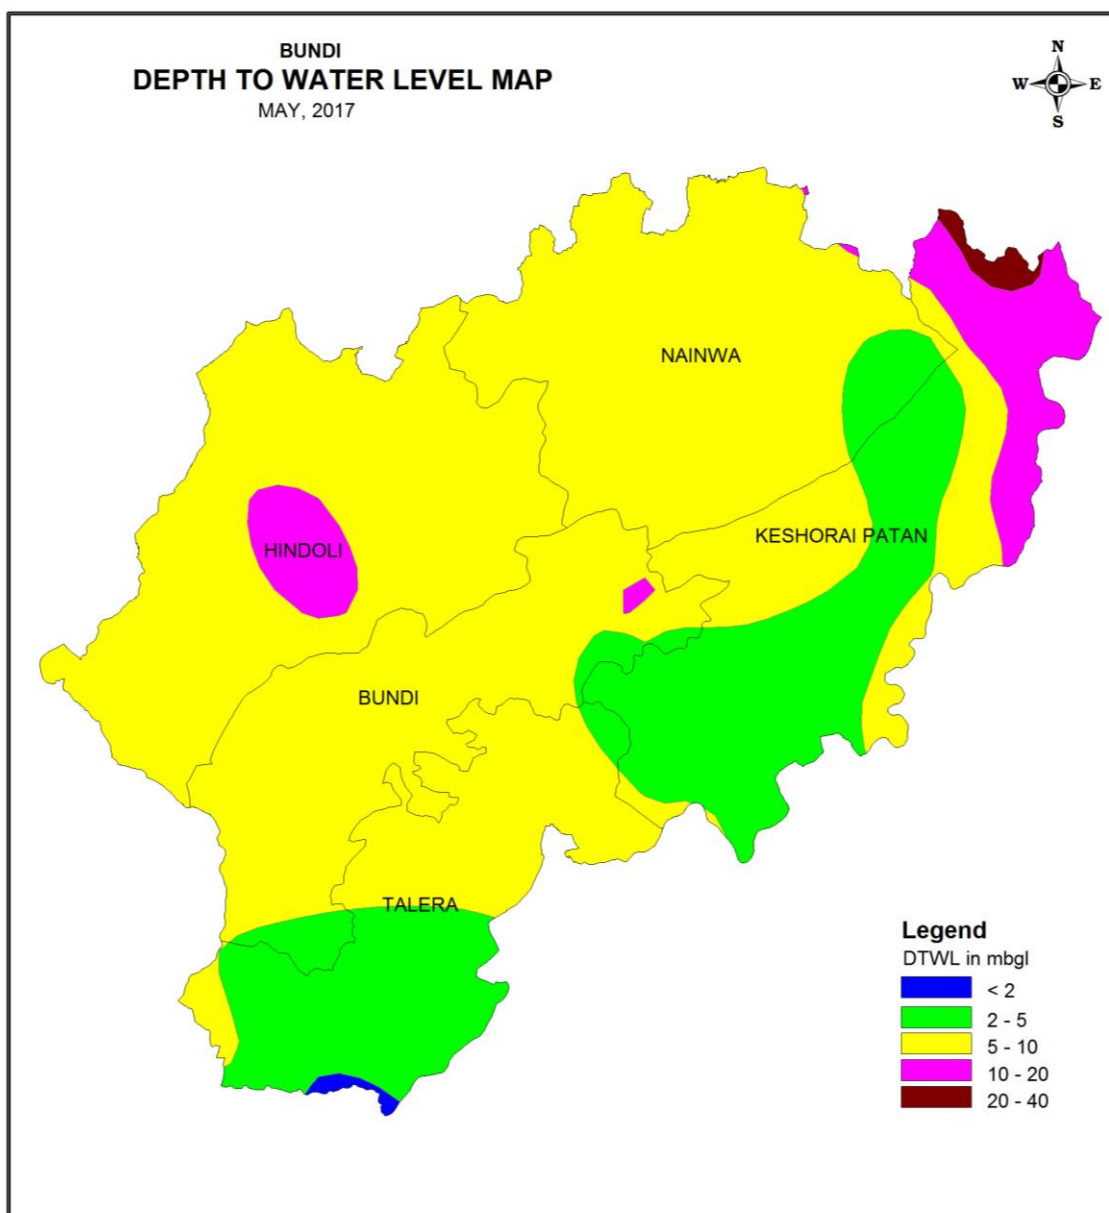 BUNDI
DEPTH TO WATER LEVEL MAP
MAY, 2017
N
W E
S
NAINWA
KESHORAI PATAN
HINDOLI
BUNDI
TALERA
Legend
DTWL in mbgl
< 2
2 - 5
5 - 10
10 - 20
20 - 40